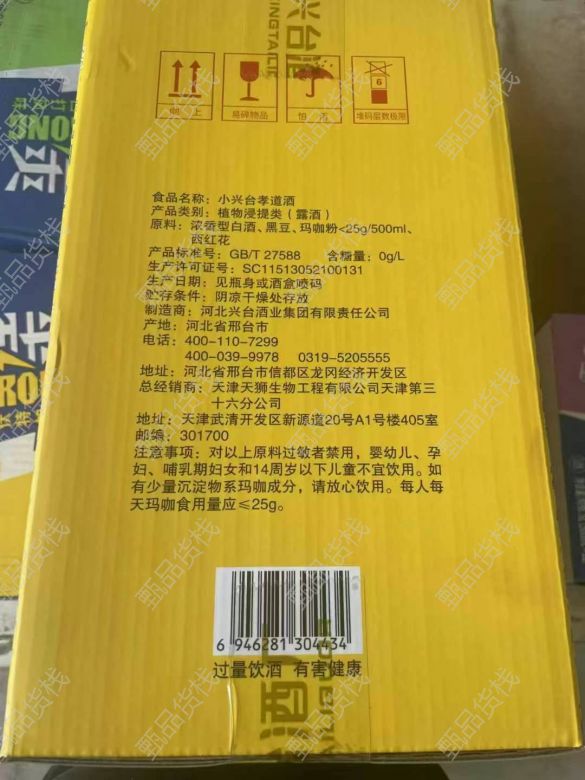 兴台
INGTAI
向上
易碎物品
怕雨
6
堆码层数极限
食品名称：小兴台孝道酒
产品类别：植物浸提类（露酒）
原料：浓香型白酒、黑豆、玛咖粉<25g/500ml、
西红花
产品标准号：GB/T 27588 含糖量：0g/L
生产许可证号：SC11513052100131
生产日期：见瓶身或酒盒喷码
贮存条件：阴凉干燥处存放
制造商：河北兴台酒业集团有限责任公司
产地：河北省邢台市
电话：400-110-7299
400-039-9978 0319-5205555
地址：河北省邢台市信都区龙冈经济开发区
总经销商：天津天狮生物工程有限公司天津第三
十六分公司
地址：天津武清开发区新源道20号A1号楼405室
邮编：301700
注意事项：对以上原料过敏者禁用，婴幼儿、孕
妇、哺乳期妇女和14周岁以下儿童不宜饮用。如
有少量沉淀物系玛咖成分，请放心饮用。每人每
天玛咖食用量应≤25g。
6 946281 304434
过量饮酒 有害健康
酒
甄品货栈